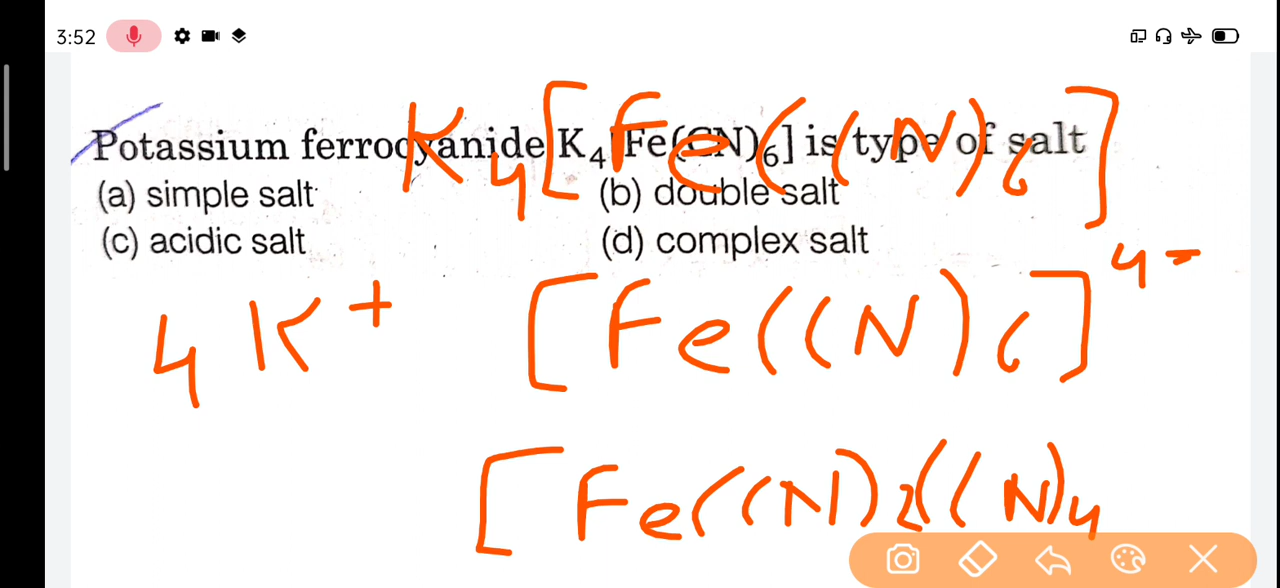 3:52
Potassium ferrocyanide K₄[Fe(CN)₆] is type of salt
K₄[Fe(CN)6]
(a) simple salt (b) double salt
(c) acidic salt (d) complex salt
4K⁺ [Fe(CN)6]⁴⁻
[Fe(CN)₂(CN)₄